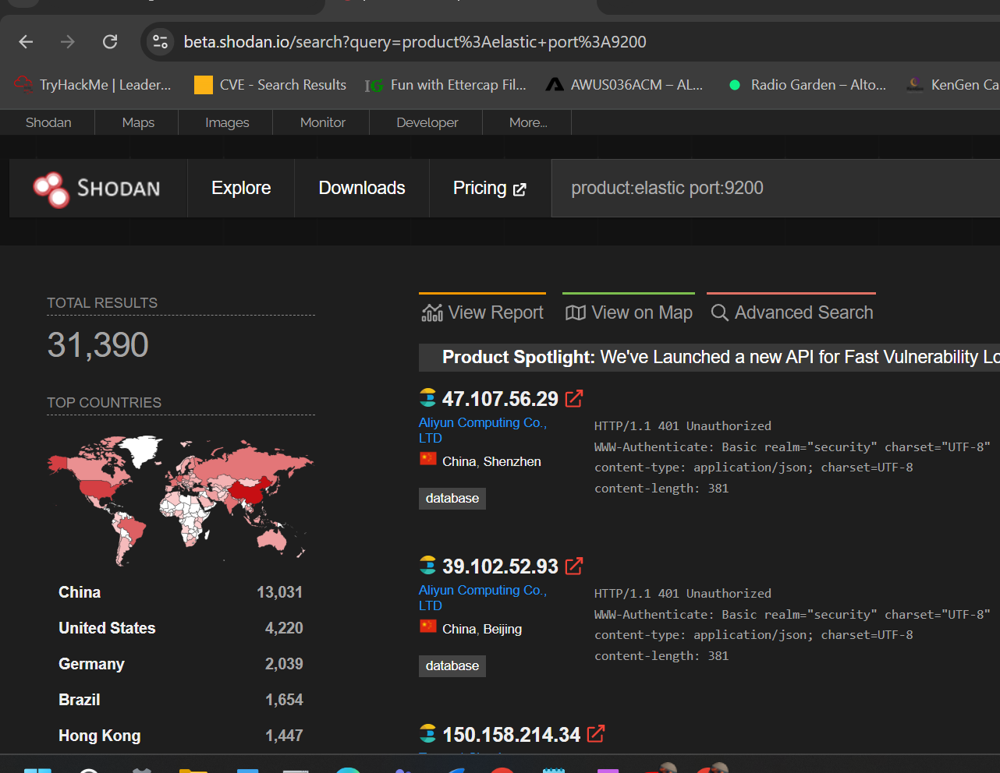 beta.shodan.io/search?query=product%3Aelastic+port%3A9200
TryHackMe | Leader... CVE - Search Results IG Fun with Ettercap Fil... AWUS036ACM – AL... Radio Garden – Alto... KenGen Ca
Shodan Maps Images Monitor Developer More...
SHODAN Explore Downloads Pricing product:elastic port:9200
TOTAL RESULTS
31,390
TOP COUNTRIES
China 13,031
United States 4,220
Germany 2,039
Brazil 1,654
Hong Kong 1,447
View Report View on Map Advanced Search
Product Spotlight: We've Launched a new API for Fast Vulnerability Lo
47.107.56.29
Aliyun Computing Co.,
LTD
China, Shenzhen
database
HTTP/1.1 401 Unauthorized
WWW-Authenticate: Basic realm="security" charset="UTF-8"
content-type: application/json; charset=UTF-8
content-length: 381
39.102.52.93
Aliyun Computing Co.,
LTD
China, Beijing
database
HTTP/1.1 401 Unauthorized
WWW-Authenticate: Basic realm="security" charset="UTF-8"
content-type: application/json; charset=UTF-8
content-length: 381
150.158.214.34